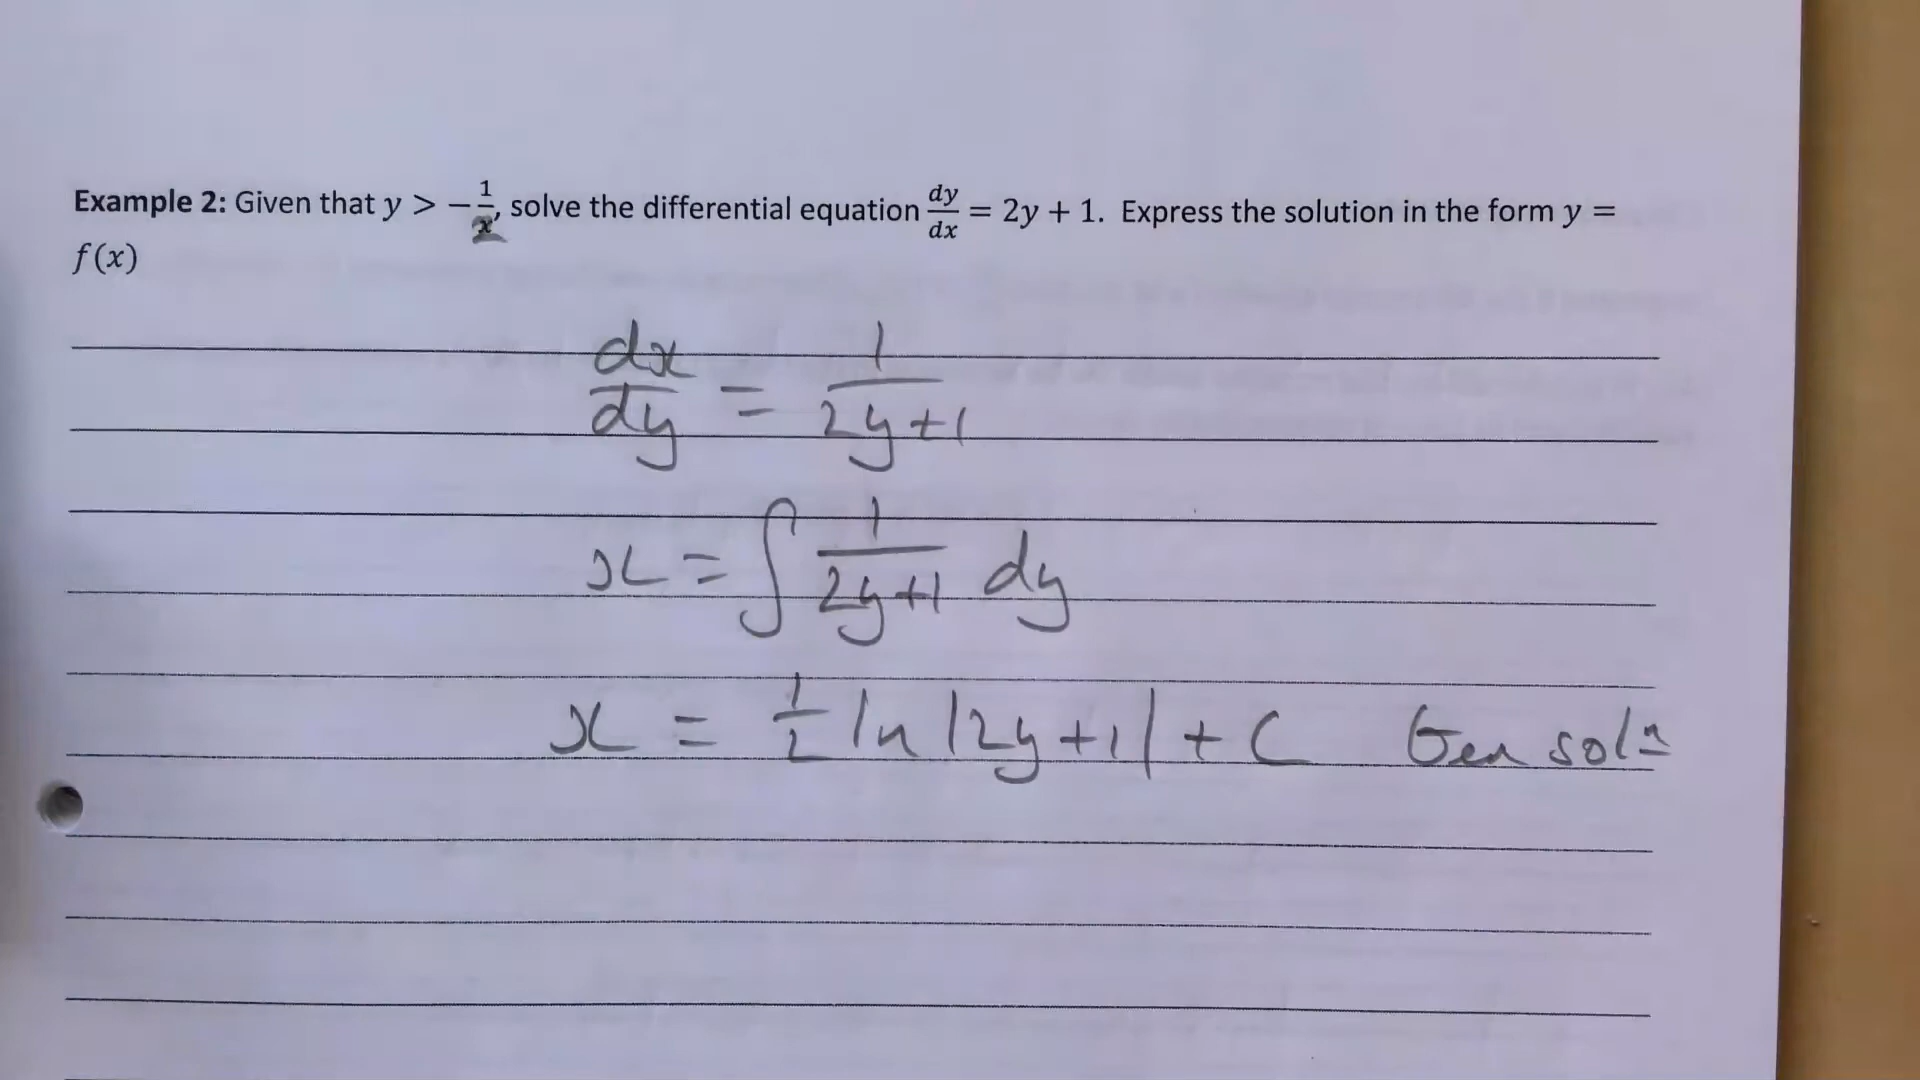 Example 2: Given that y > −1/x, solve the differential equation dy/dx = 2y + 1. Express the solution in the form y =
f(x)
dx/dy = 1/(2y+1)
x = ∫ 1/(2y+1) dy
x = 1/2 ln |2y+1| + C Gen solⁿ